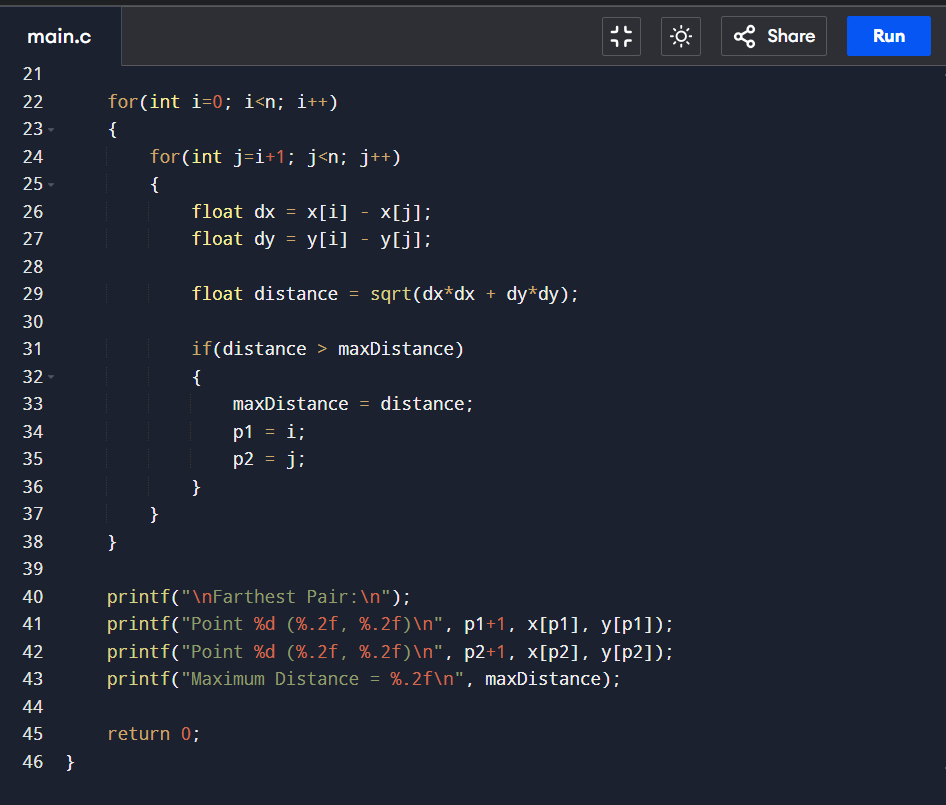 main.c
Share
Run
21
22 for(int i=0; i<n; i++)
23 {
24 for(int j=i+1; j<n; j++)
25 {
26 float dx = x[i] - x[j];
27 float dy = y[i] - y[j];
28
29 float distance = sqrt(dx*dx + dy*dy);
30
31 if(distance > maxDistance)
32 {
33 maxDistance = distance;
34 p1 = i;
35 p2 = j;
36 }
37 }
38 }
39
40 printf("\nFarthest Pair:\n");
41 printf("Point %d (%.2f, %.2f)\n", p1+1, x[p1], y[p1]);
42 printf("Point %d (%.2f, %.2f)\n", p2+1, x[p2], y[p2]);
43 printf("Maximum Distance = %.2f\n", maxDistance);
44
45 return 0;
46 }